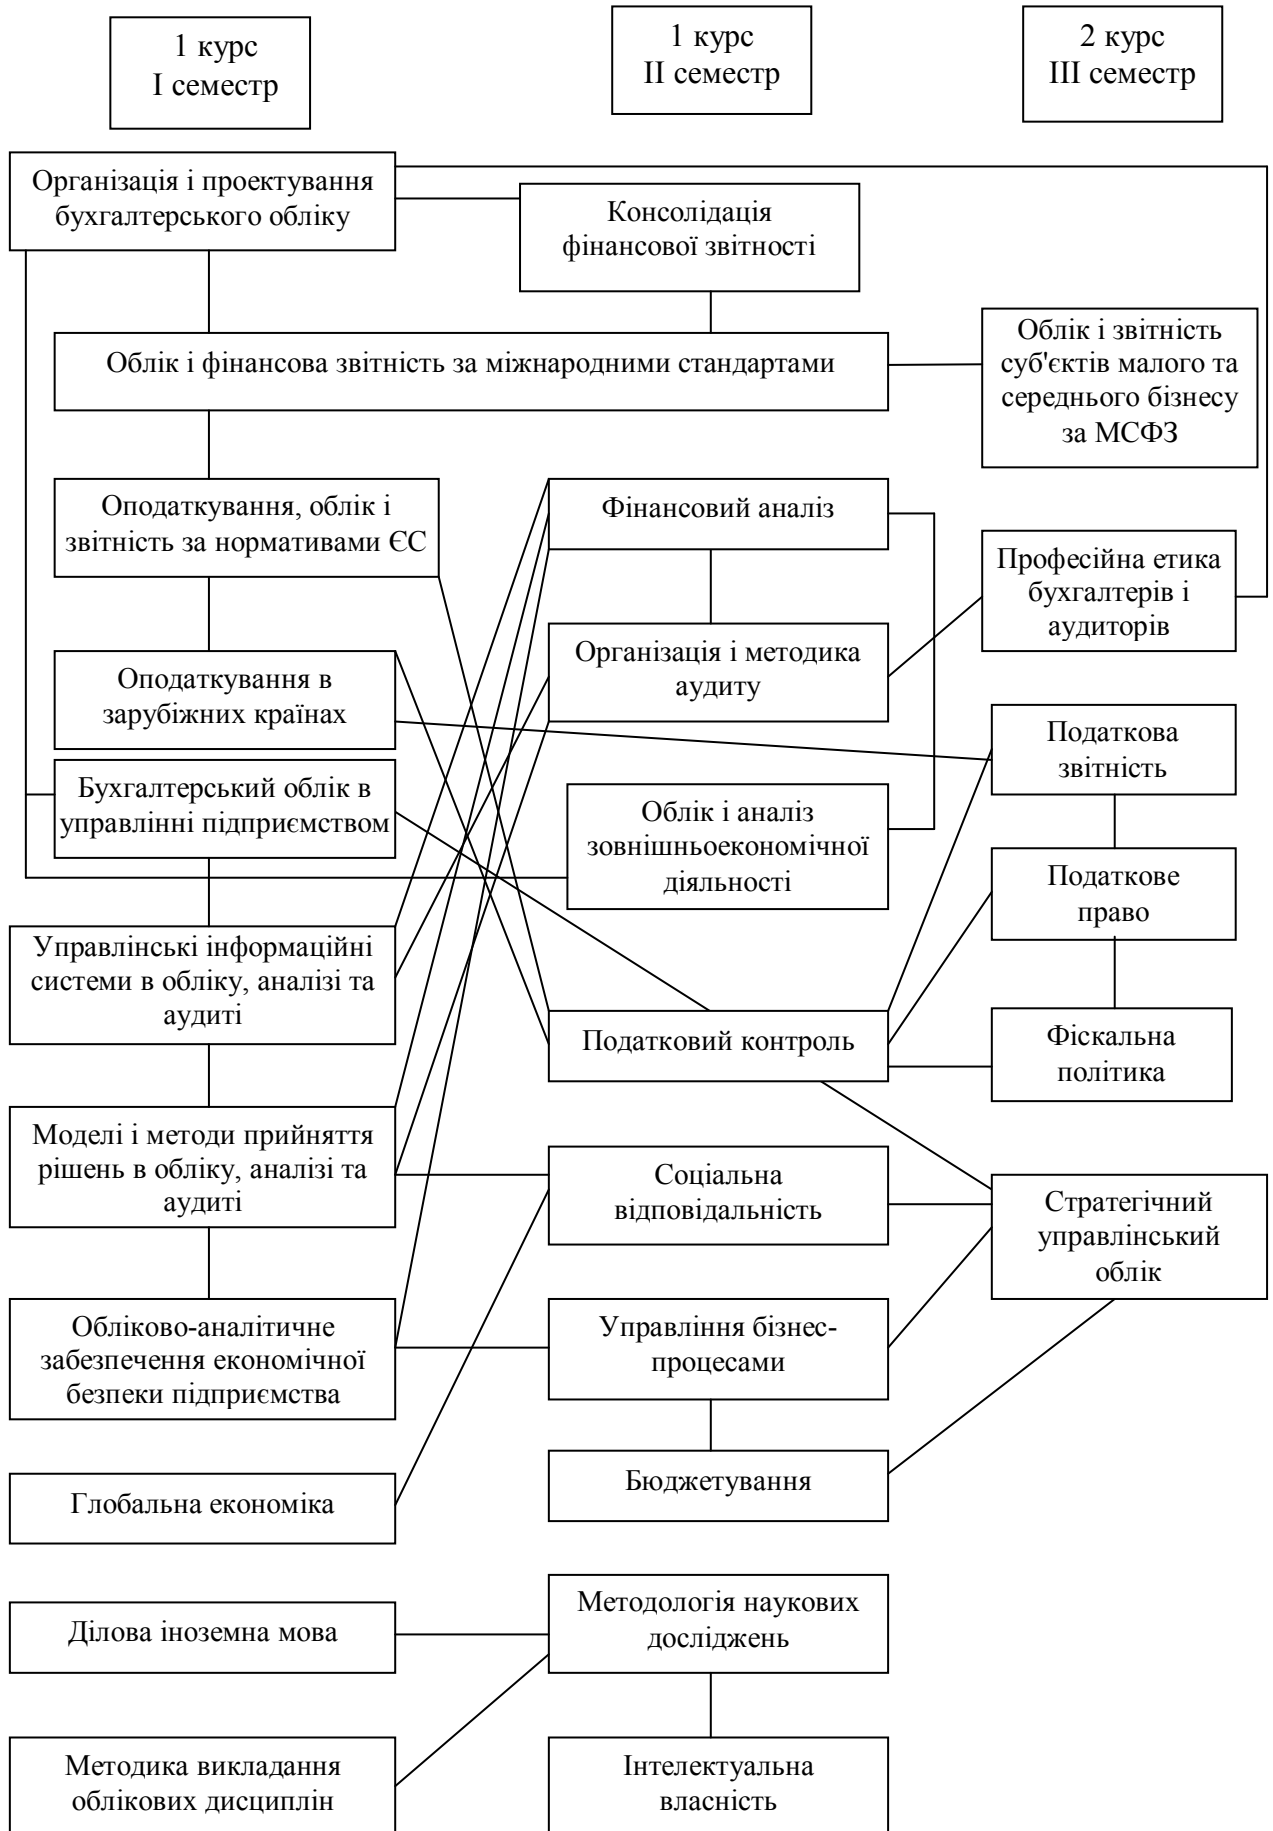 1 курс
І семестр
1 курс
ІІ семестр
2 курс
ІІІ семестр
Організація і проектування
бухгалтерського обліку
Консолідація
фінансової звітності
Облік і фінансова звітність за міжнародними стандартами
Облік і звітність
суб'єктів малого та
середнього бізнесу
за МСФЗ
Оподаткування, облік і
звітність за нормативами ЄС
Фінансовий аналіз
Професійна етика
бухгалтерів і
аудиторів
Організація і методика
аудиту
Оподаткування в
зарубіжних країнах
Податкова
звітність
Бухгалтерський облік в
управлінні підприємством
Облік і аналіз
зовнішньоекономічної
діяльності
Податкове
право
Управлінські інформаційні
системи в обліку, аналізі та
аудиті
Податковий контроль
Фіскальна
політика
Моделі і методи прийняття
рішень в обліку, аналізі та
аудиті
Соціальна
відповідальність
Стратегічний
управлінський
облік
Обліково-аналітичне
забезпечення економічної
безпеки підприємства
Управління бізнес-
процесами
Глобальна економіка
Бюджетування
Ділова іноземна мова
Методологія наукових
досліджень
Методика викладання
облікових дисциплін
Інтелектуальна
власність